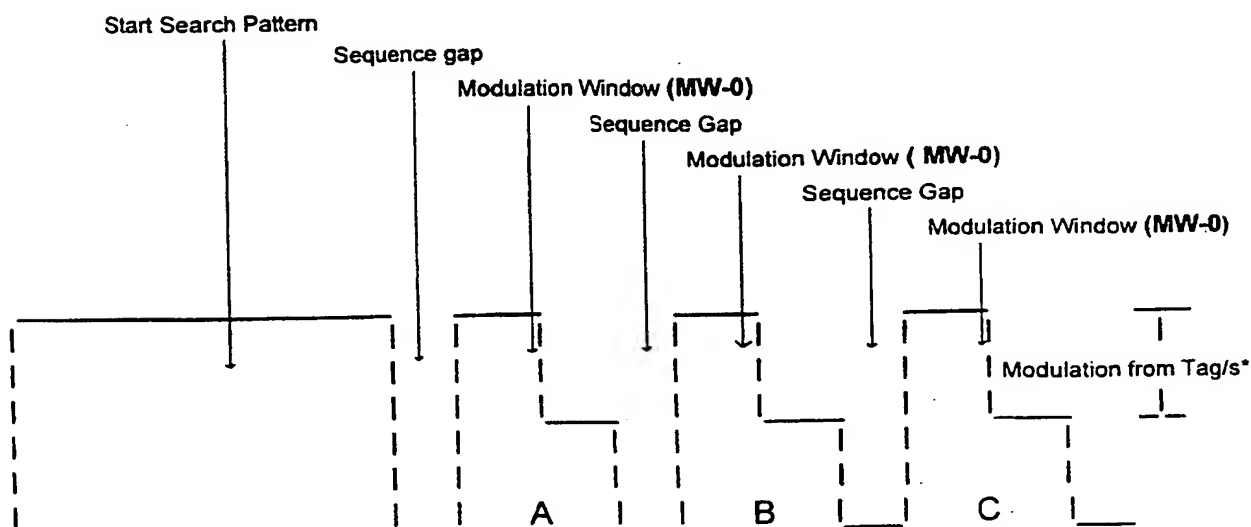 Start Search Pattern
Sequence gap
Modulation Window (MW-0)
Sequence Gap
Modulation Window ( MW-0)
Sequence Gap
Modulation Window (MW-0)
Modulation from Tag/s*
A
B
C